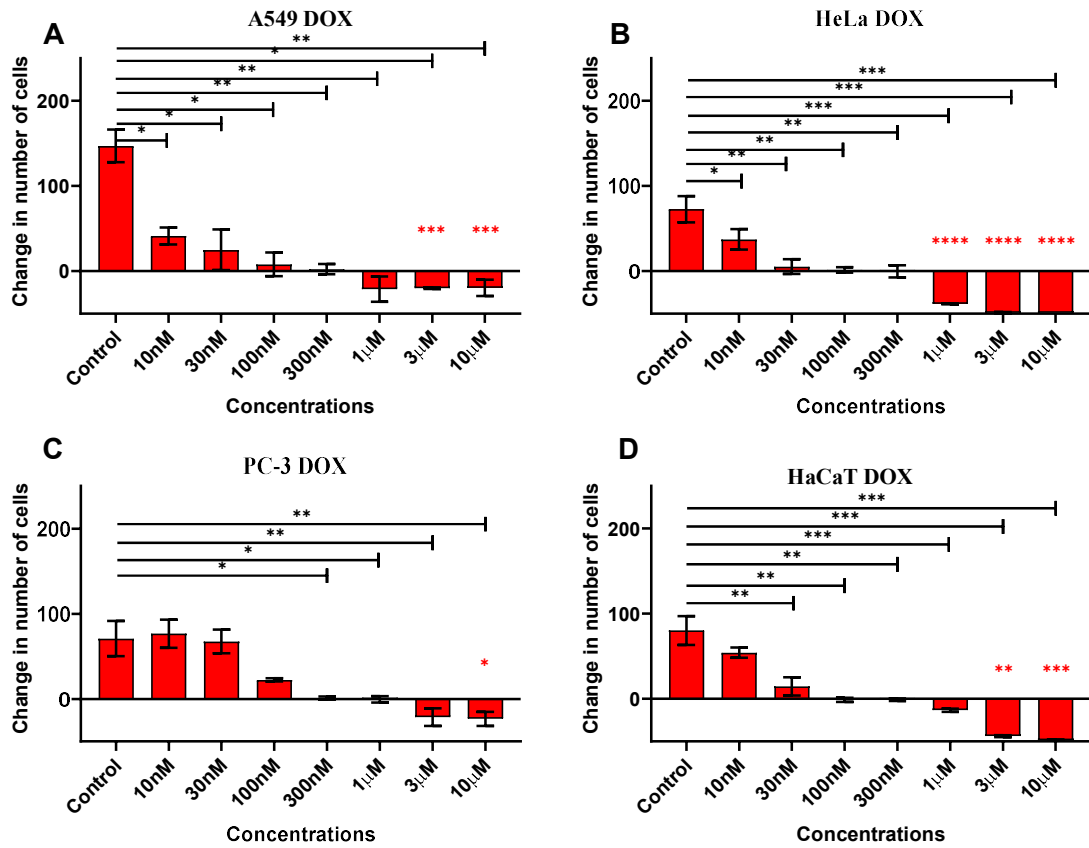 A
A549 DOX
**
*
**
**
*
*
*
***
***
200
100
0
Change in number of cells
Control
10nM
30nM
100nM
300nM
1μM
3μM
10μM
Concentrations
B
HeLa DOX
***
***
***
**
**
**
*
****
****
****
200
100
0
Change in number of cells
Control
10nM
30nM
100nM
300nM
1μM
3μM
10μM
Concentrations
C
PC-3 DOX
**
**
*
*
*
200
100
0
Change in number of cells
Control
10nM
30nM
100nM
300nM
1μM
3μM
10μM
Concentrations
D
HaCaT DOX
***
***
***
**
**
**
**
***
200
100
0
Change in number of cells
Control
10nM
30nM
100nM
300nM
1μM
3μM
10μM
Concentrations